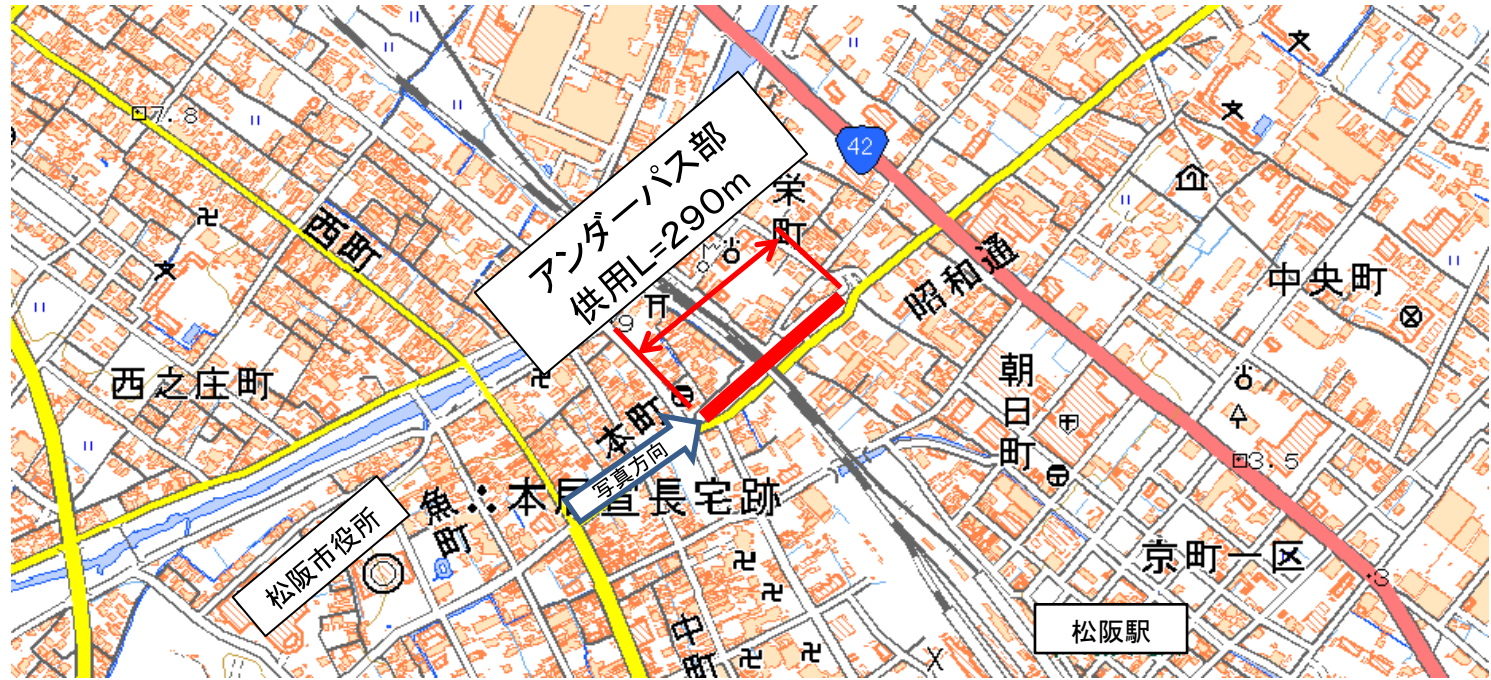 7.8
42
アンダーパス部
供用L=290m
栄町
西町
昭和通
中央町
9
西之庄町
朝日町
本町
3.5
写真方向
魚町
本居宣長宅跡
松阪市役所
京町一区
3
松阪駅
中町